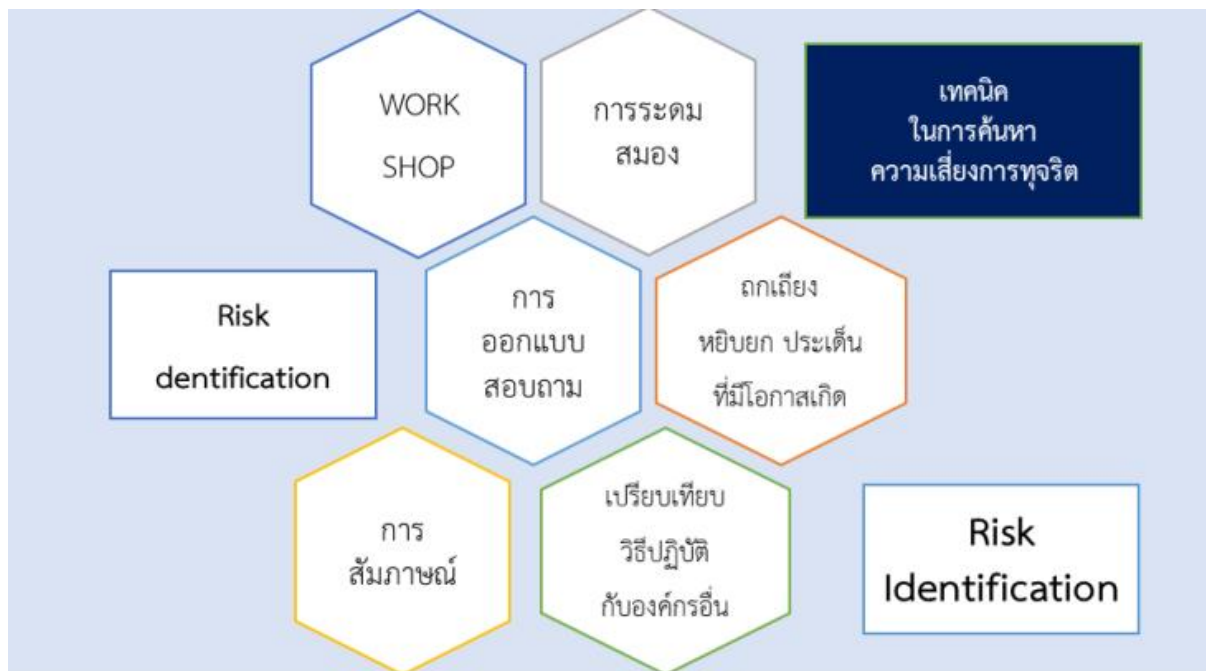 WORK
SHOP
การระดม
สมอง
เทคนิค
ในการค้นหา
ความเสี่ยงการทุจริต
Risk
dentification
การ
ออกแบบ
สอบถาม
ถกเถียง
หยิบยก ประเด็น
ที่มีโอกาสเกิด
การ
สัมภาษณ์
เปรียบเทียบ
วิธีปฏิบัติ
กับองค์กรอื่น
Risk
Identification